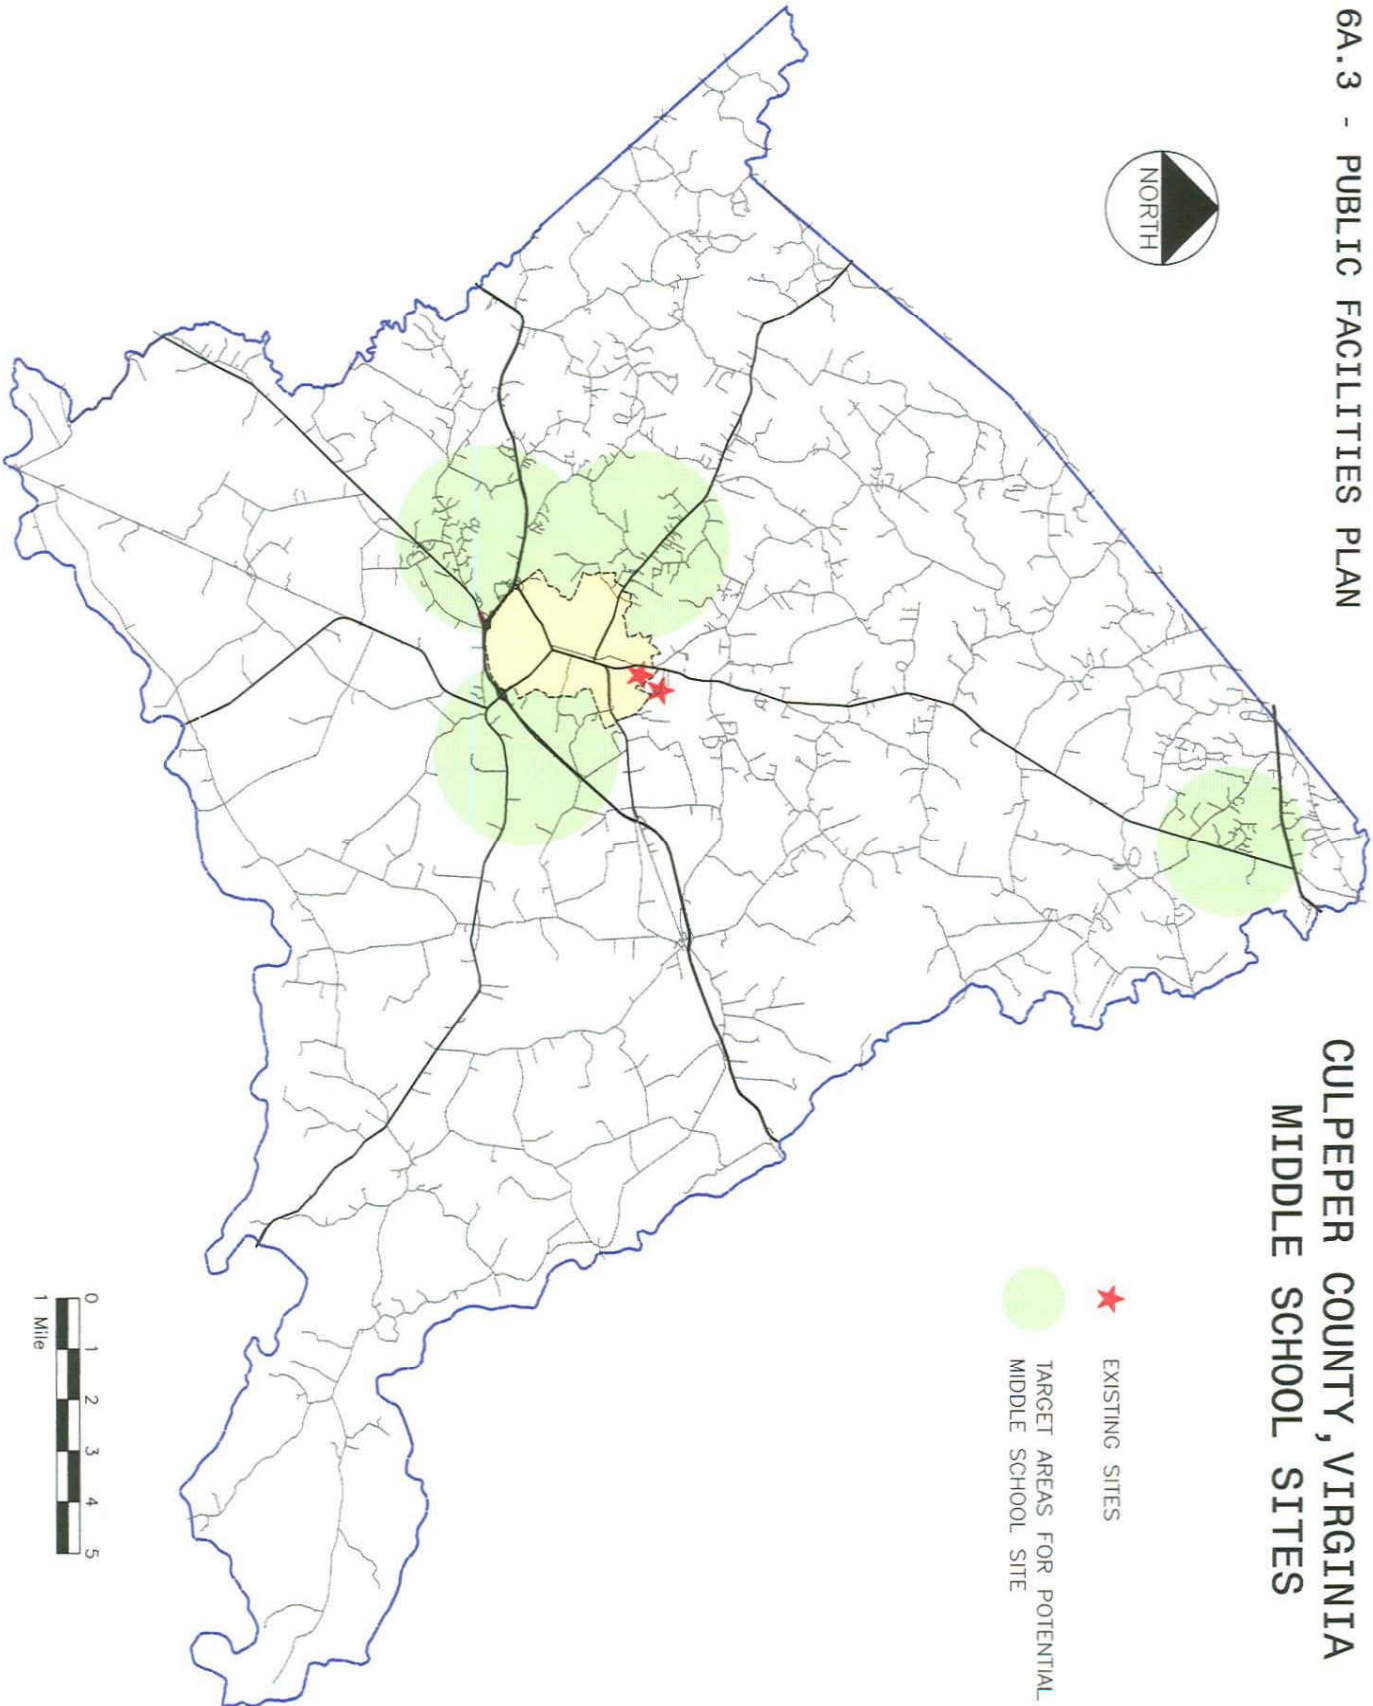 6A.3 - PUBLIC FACILITIES PLAN
CULPEPER COUNTY, VIRGINIA
MIDDLE SCHOOL SITES
NORTH
EXISTING SITES
TARGET AREAS FOR POTENTIAL
MIDDLE SCHOOL SITE
0 1 2 3 4 5
1 Mile